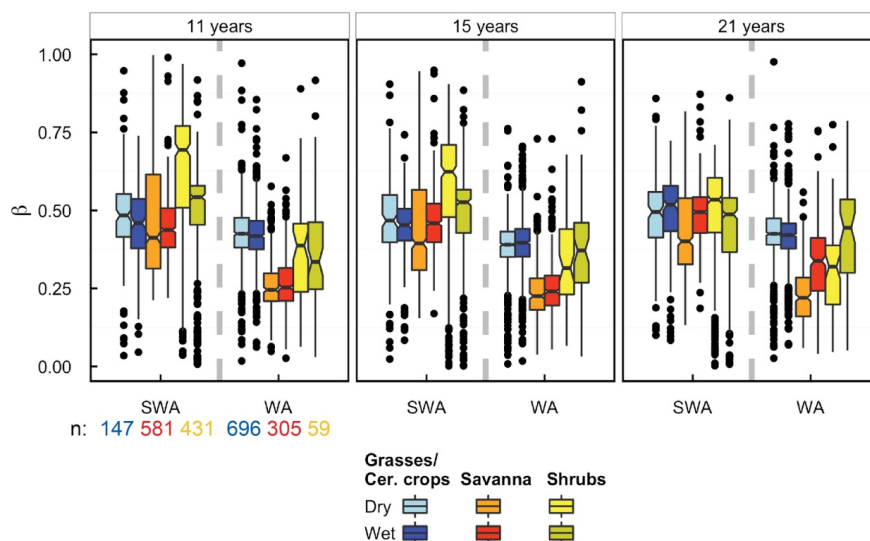 11 years 15 years 21 years
1.00
0.75
β 0.50
0.25
0.00
SWA WA SWA WA SWA WA
n: 147 581 431 696 305 59
Grasses/
Cer. crops Savanna Shrubs
Dry
Wet